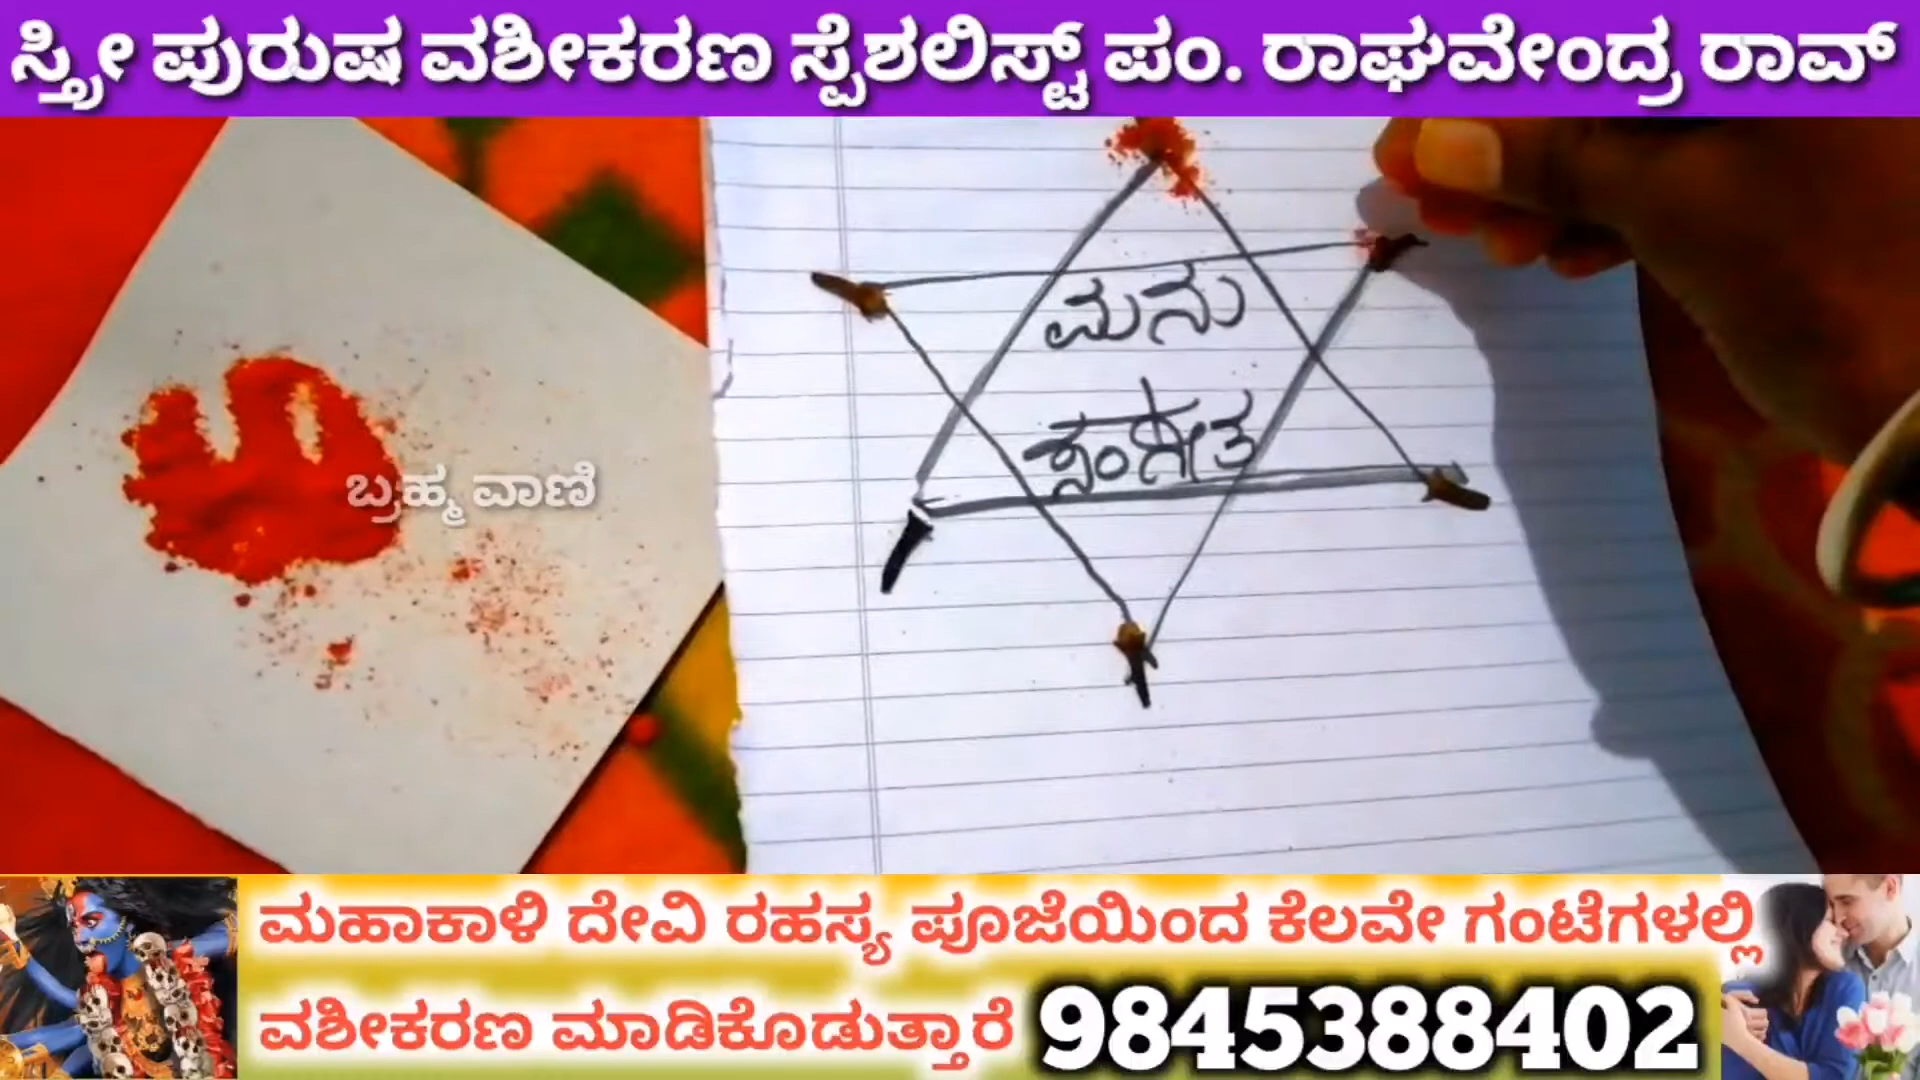 ಸ್ತ್ರೀ ಪುರುಷ ವಶೀಕರಣ ಸ್ಪೆಶಲಿಸ್ಟ್ ಪಂ. ರಾಘವೇಂದ್ರ ರಾವ್
ಮನು
ಸಂಗೀತ
ಬ್ರಹ್ಮ ವಾಣಿ
ಮಹಾಕಾಳಿ ದೇವಿ ರಹಸ್ಯ ಪೂಜೆಯಿಂದ ಕೆಲವೇ ಗಂಟೆಗಳಲ್ಲಿ
ವಶೀಕರಣ ಮಾಡಿಕೊಡುತ್ತಾರೆ 9845388402